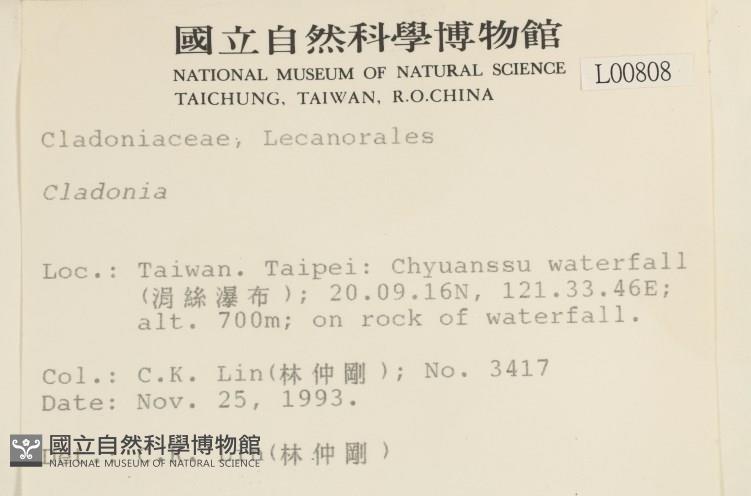 國立自然科學博物館
NATIONAL MUSEUM OF NATURAL SCIENCE
L00808
TAICHUNG, TAIWAN, R.O.CHINA
Cladoniaceae, Lecanorales
Cladonia
Loc.: Taiwan. Taipei: Chyuanssu waterfall
(涓絲瀑布); 20.09.16N, 121.33.46E;
alt. 700m; on rock of waterfall.
Col.: C.K. Lin(林仲剛); No. 3417
Date: Nov. 25, 1993.
國立自然科學博物館
NATIONAL MUSEUM OF NATURAL SCIENCE
C.K. Lin(林仲剛)